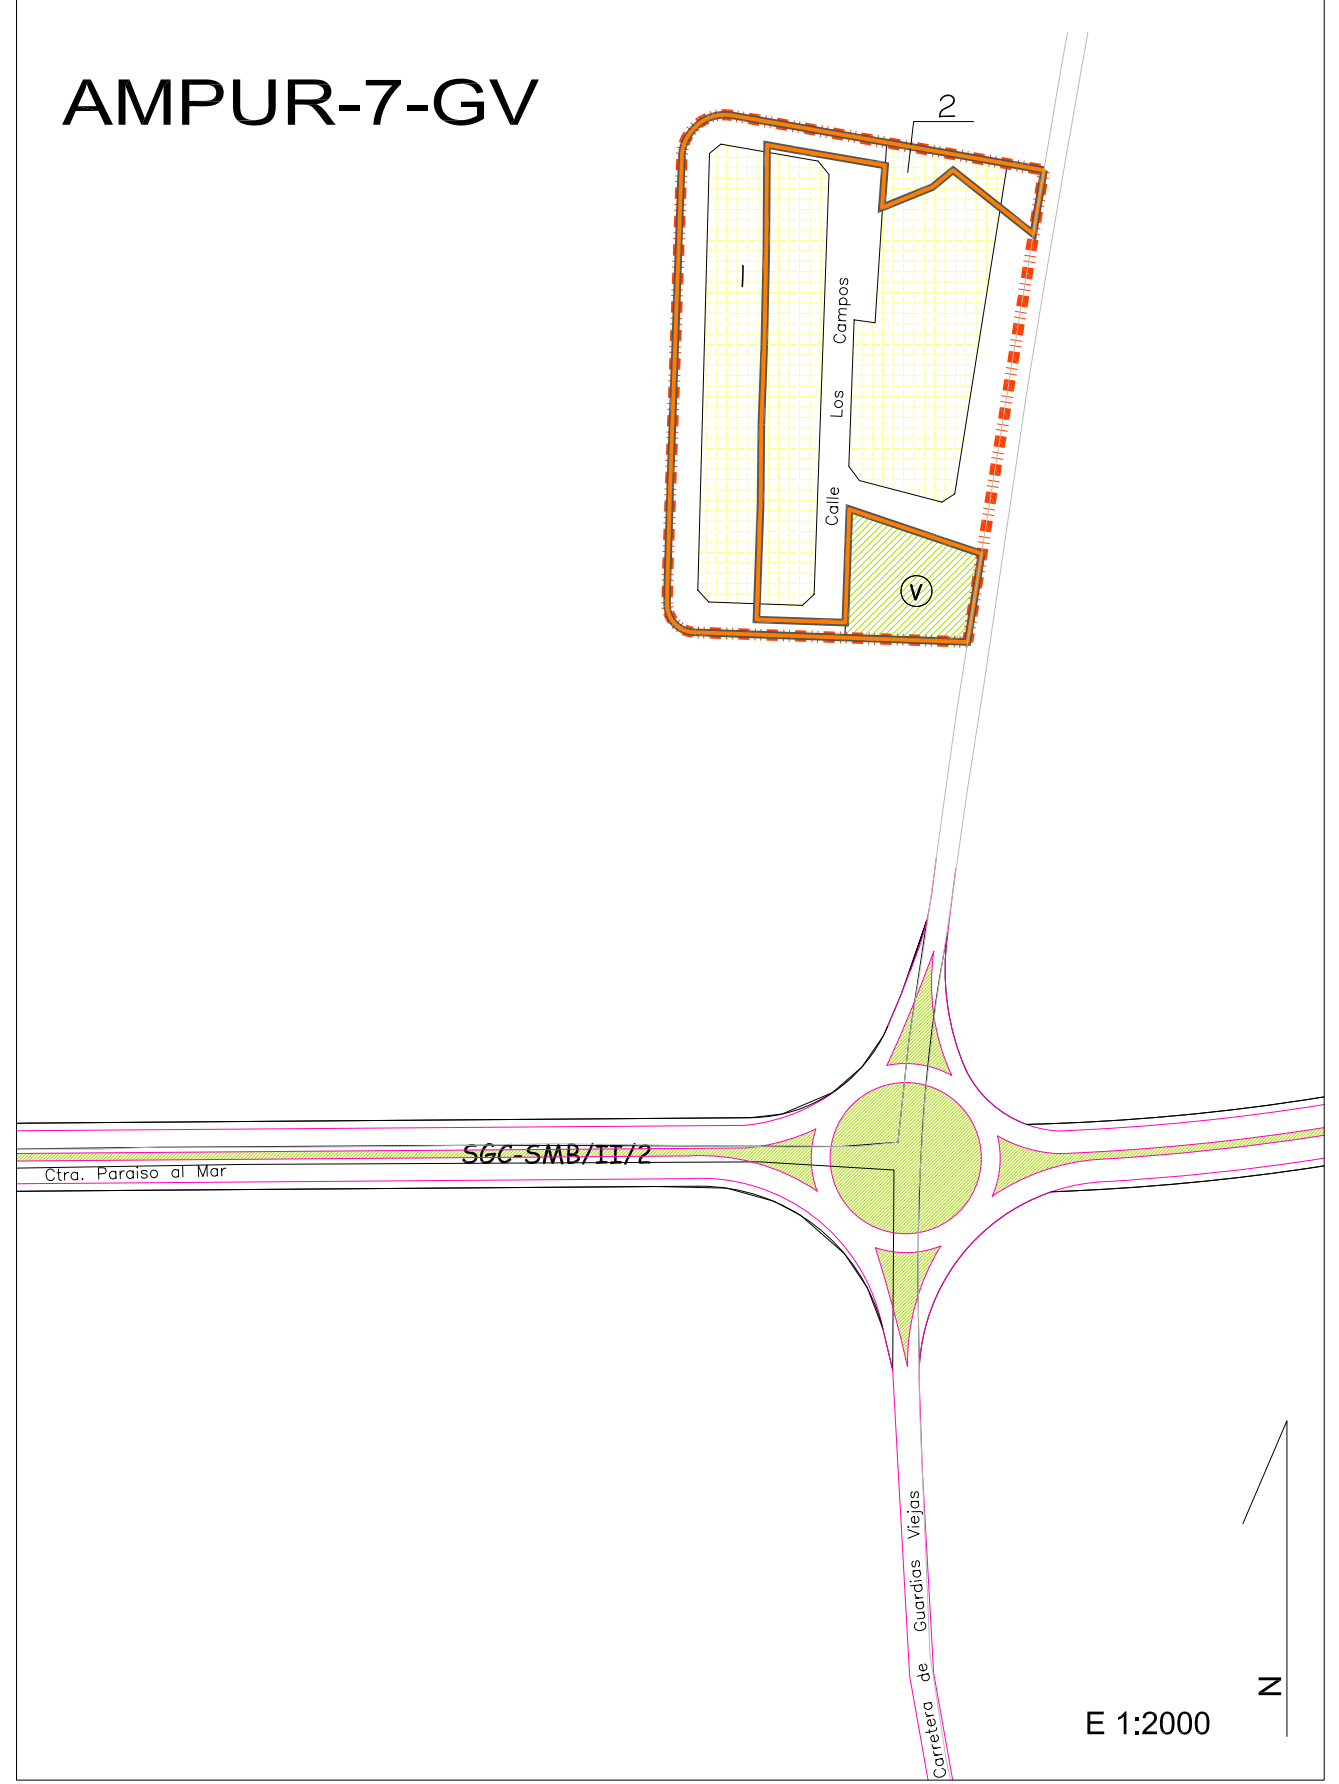 AMPUR-7-GV
2
1
Calle Los Campos
V
SGC-SMB/II/2
Ctra. Paraiso al Mar
Carretera de Guardias Viejas
N
E 1:2000